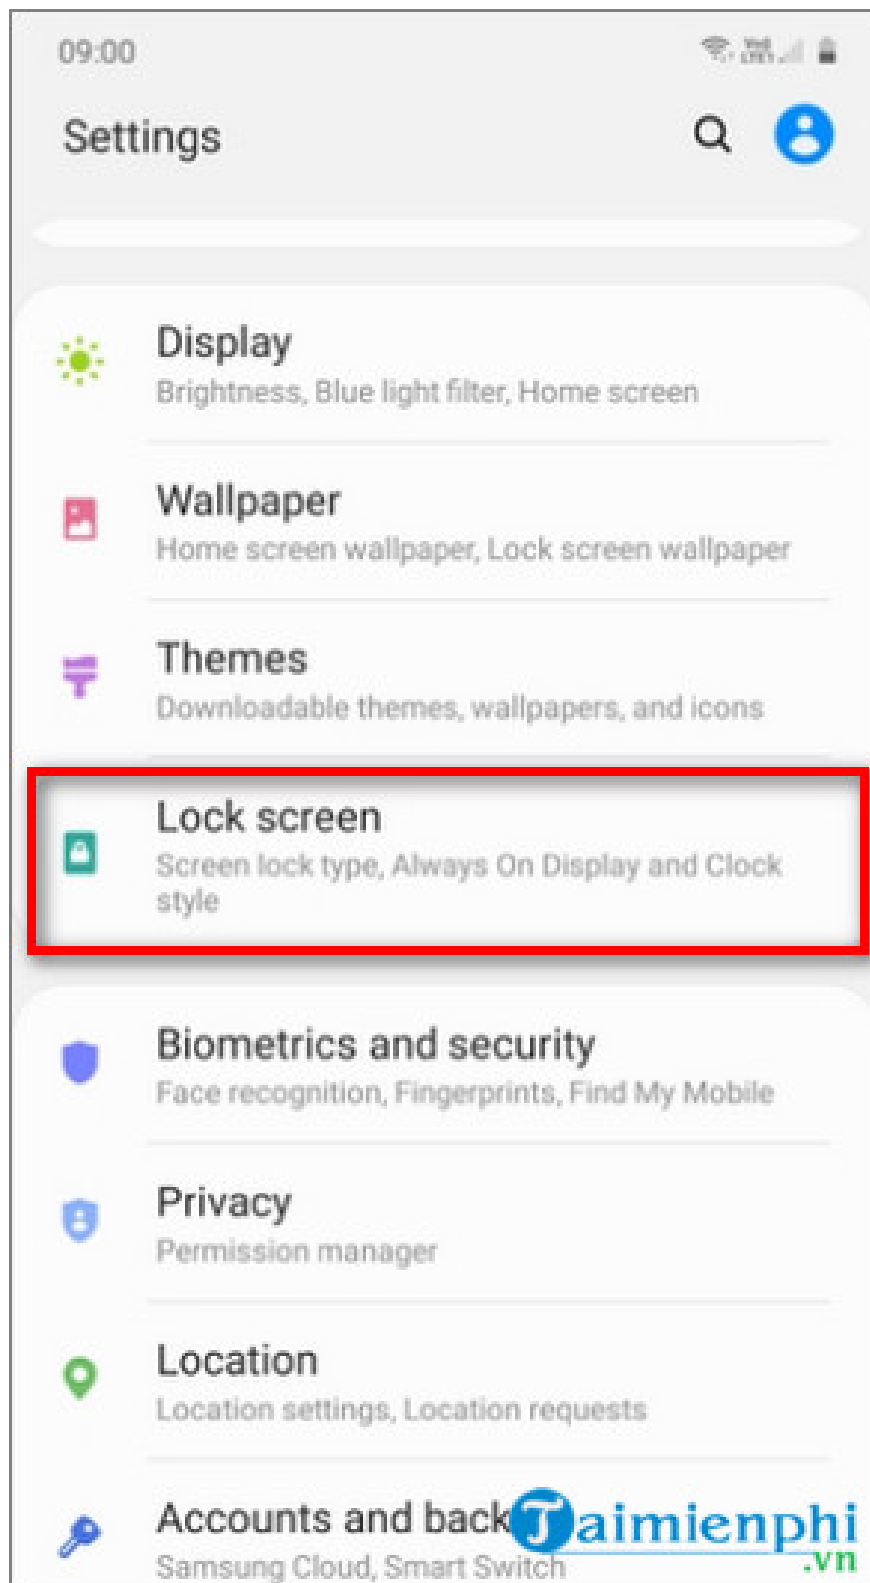 09:00
Settings
Display
Brightness, Blue light filter, Home screen
Wallpaper
Home screen wallpaper, Lock screen wallpaper
Themes
Downloadable themes, wallpapers, and icons
Lock screen
Screen lock type, Always On Display and Clock
style
Biometrics and security
Face recognition, Fingerprints, Find My Mobile
Privacy
Permission manager
Location
Location settings, Location requests
Accounts and back
Samsung Cloud, Smart Switch
Taimienphi
.vn